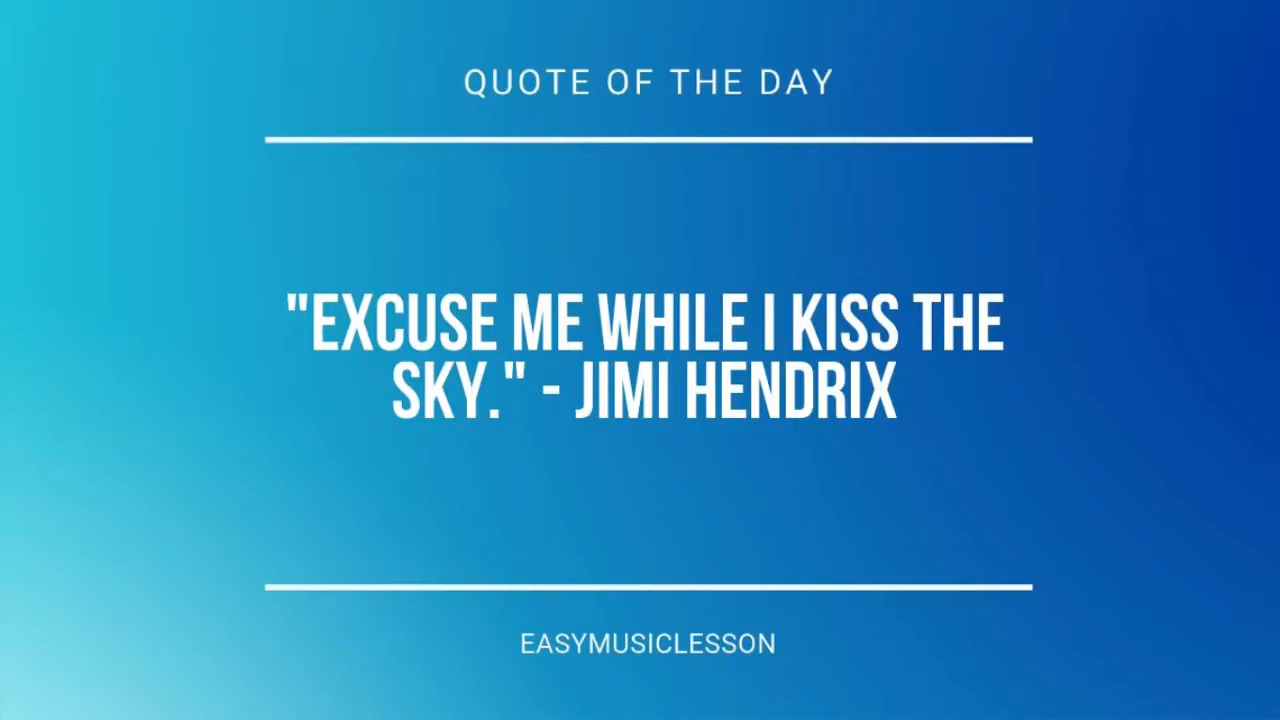 QUOTE OF THE DAY
"EXCUSE ME WHILE I KISS THE
SKY." - JIMI HENDRIX
EASYMUSICLESSON